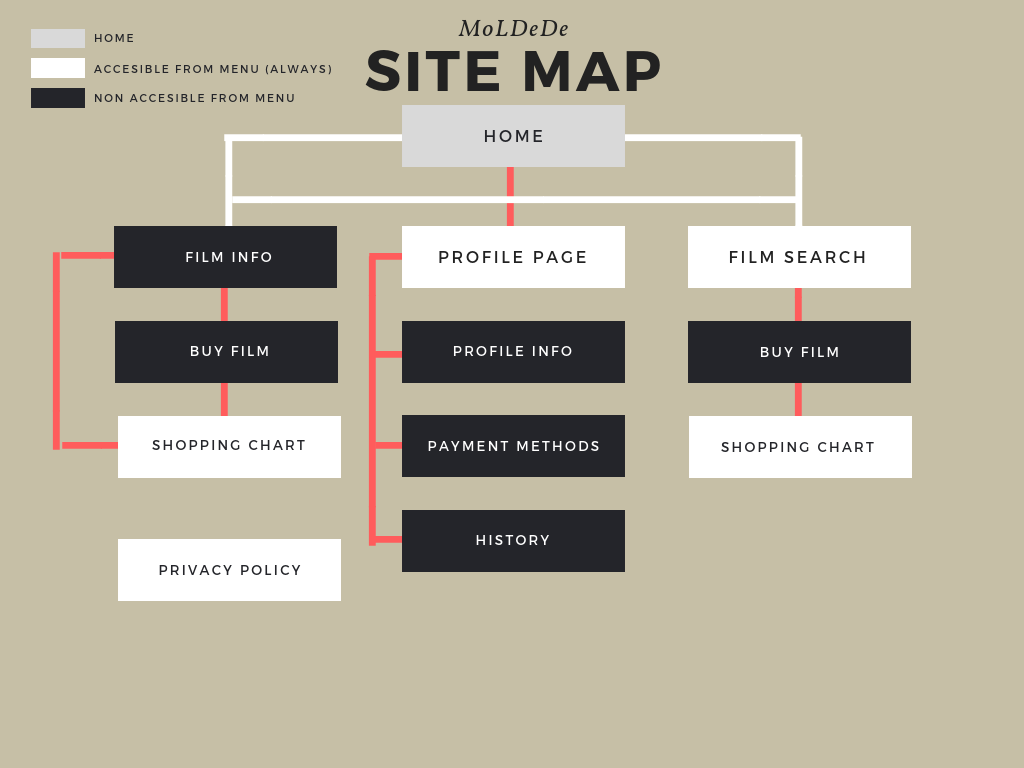 MoLDeDe
SITE MAP
HOME
ACCESIBLE FROM MENU (ALWAYS)
NON ACCESIBLE FROM MENU
HOME
FILM INFO
PROFILE PAGE
FILM SEARCH
BUY FILM
PROFILE INFO
BUY FILM
SHOPPING CHART
PAYMENT METHODS
SHOPPING CHART
HISTORY
PRIVACY POLICY